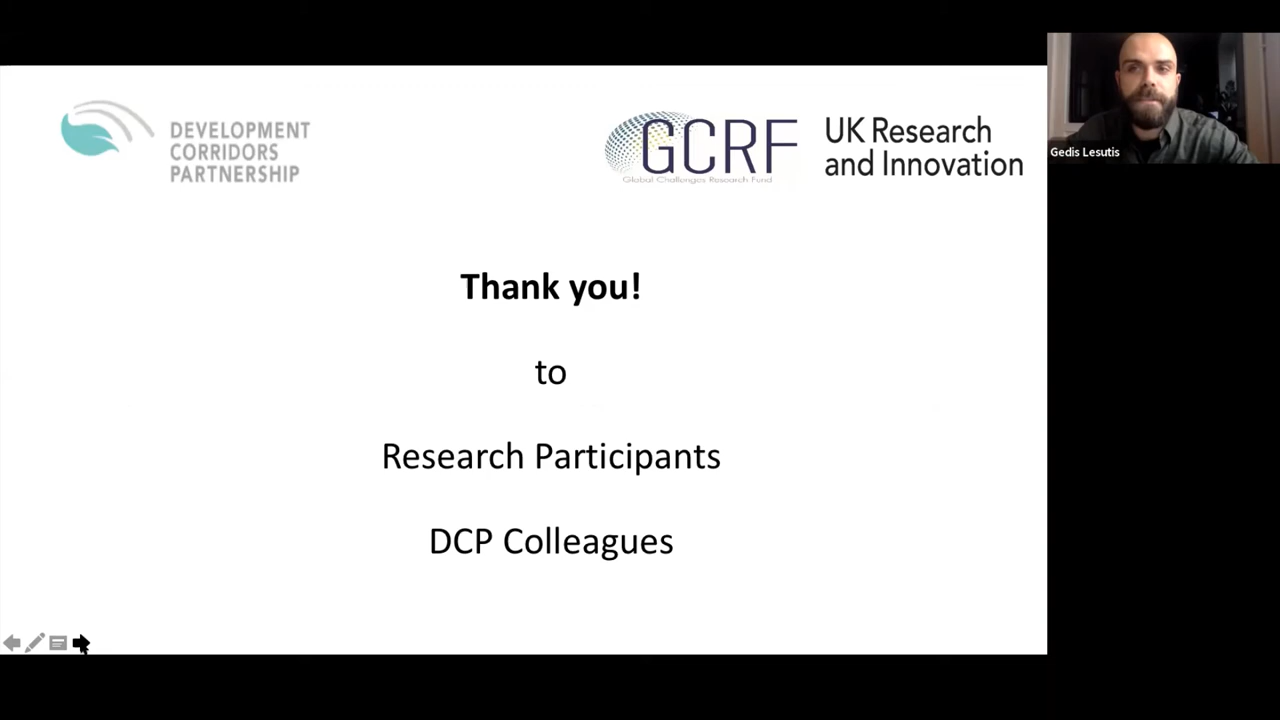 DEVELOPMENT
CORRIDORS
PARTNERSHIP
GCRF
Global Challenges Research Fund
UK Research
and Innovation
Gedis Lesutis
Thank you!
to
Research Participants
DCP Colleagues